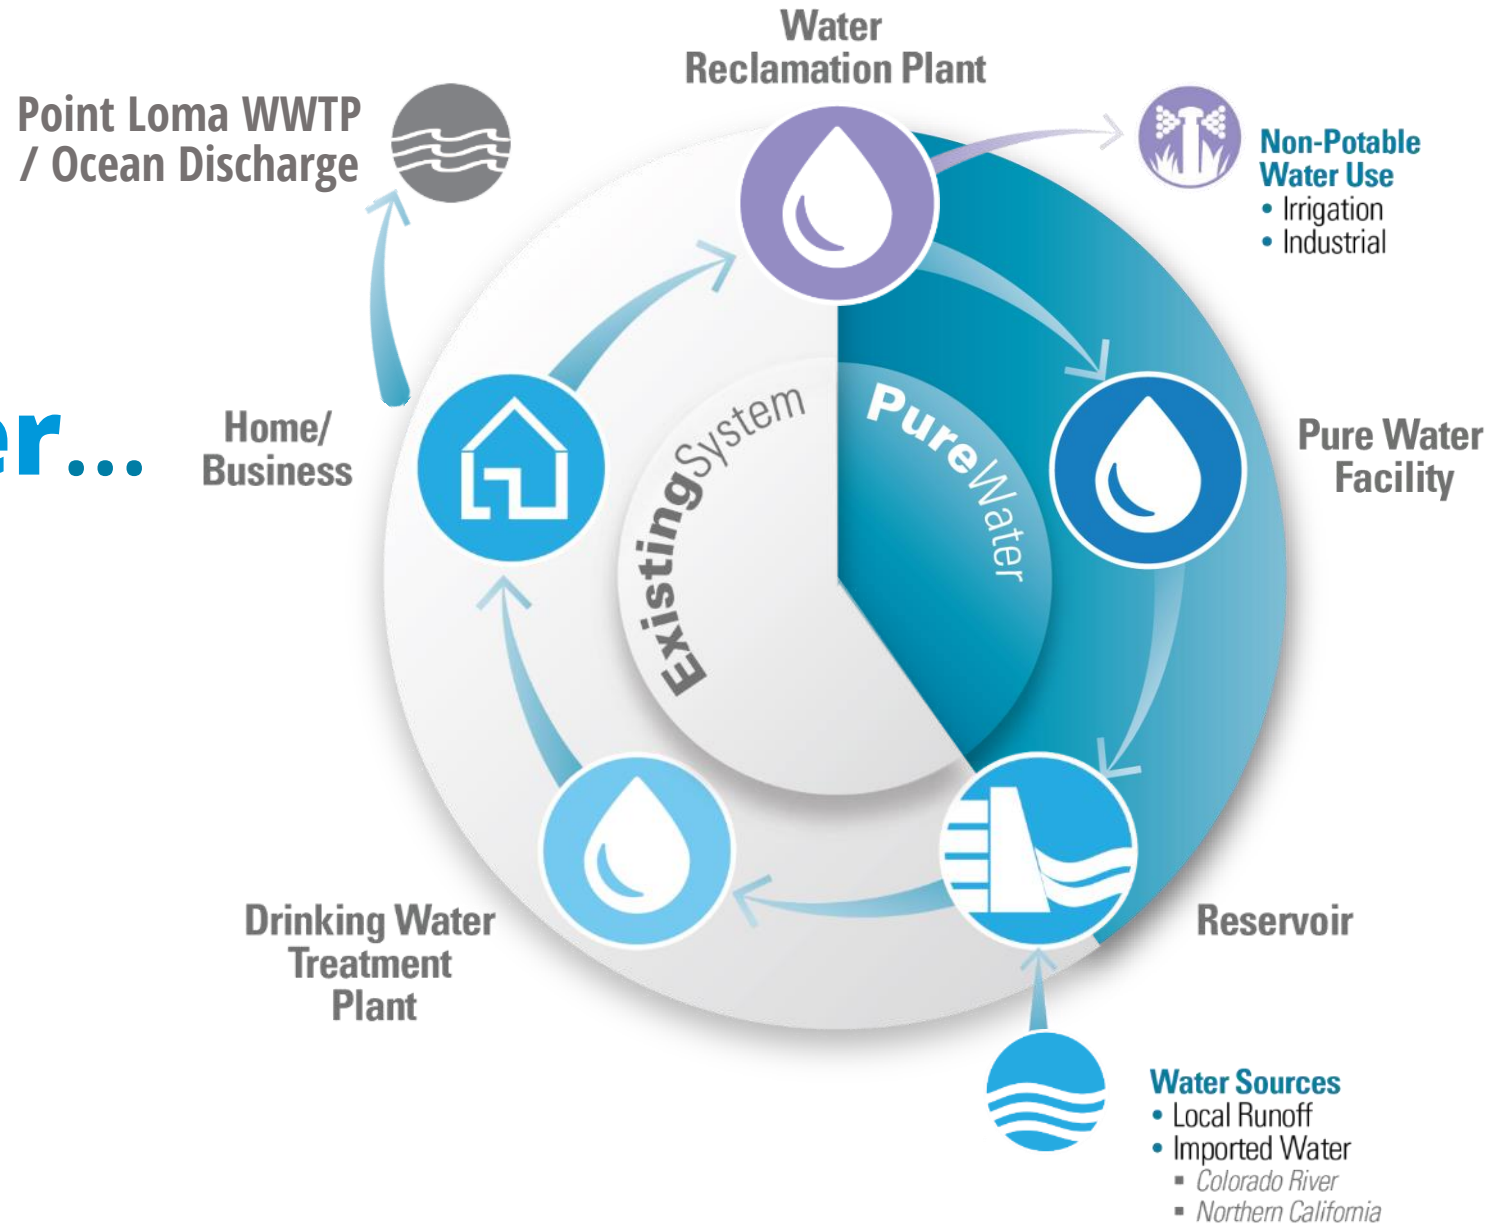 Water
Reclamation Plant
Point Loma WWTP
/ Ocean Discharge
Non-Potable
Water Use
• Irrigation
• Industrial
Home/
Business
ExistingSystem
PureWater
Pure Water
Facility
Drinking Water
Treatment
Plant
Reservoir
Water Sources
• Local Runoff
• Imported Water
▪ Colorado River
▪ Northern California